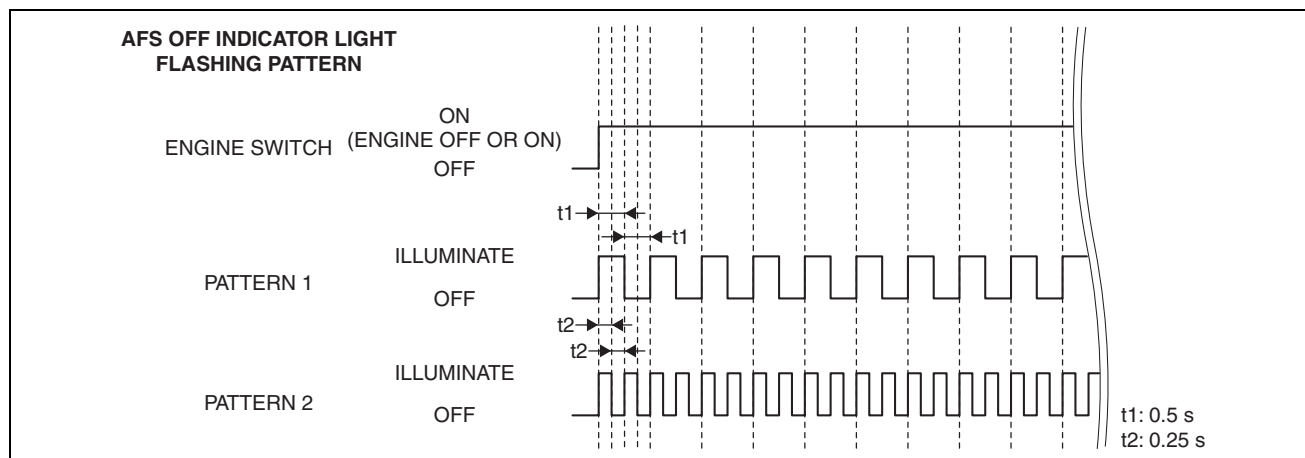 AFS OFF INDICATOR LIGHT
FLASHING PATTERN
ENGINE SWITCH
ON
(ENGINE OFF OR ON)
OFF
t1
t1
PATTERN 1
ILLUMINATE
OFF
t2
t2
PATTERN 2
ILLUMINATE
OFF
t1: 0.5 s
t2: 0.25 s